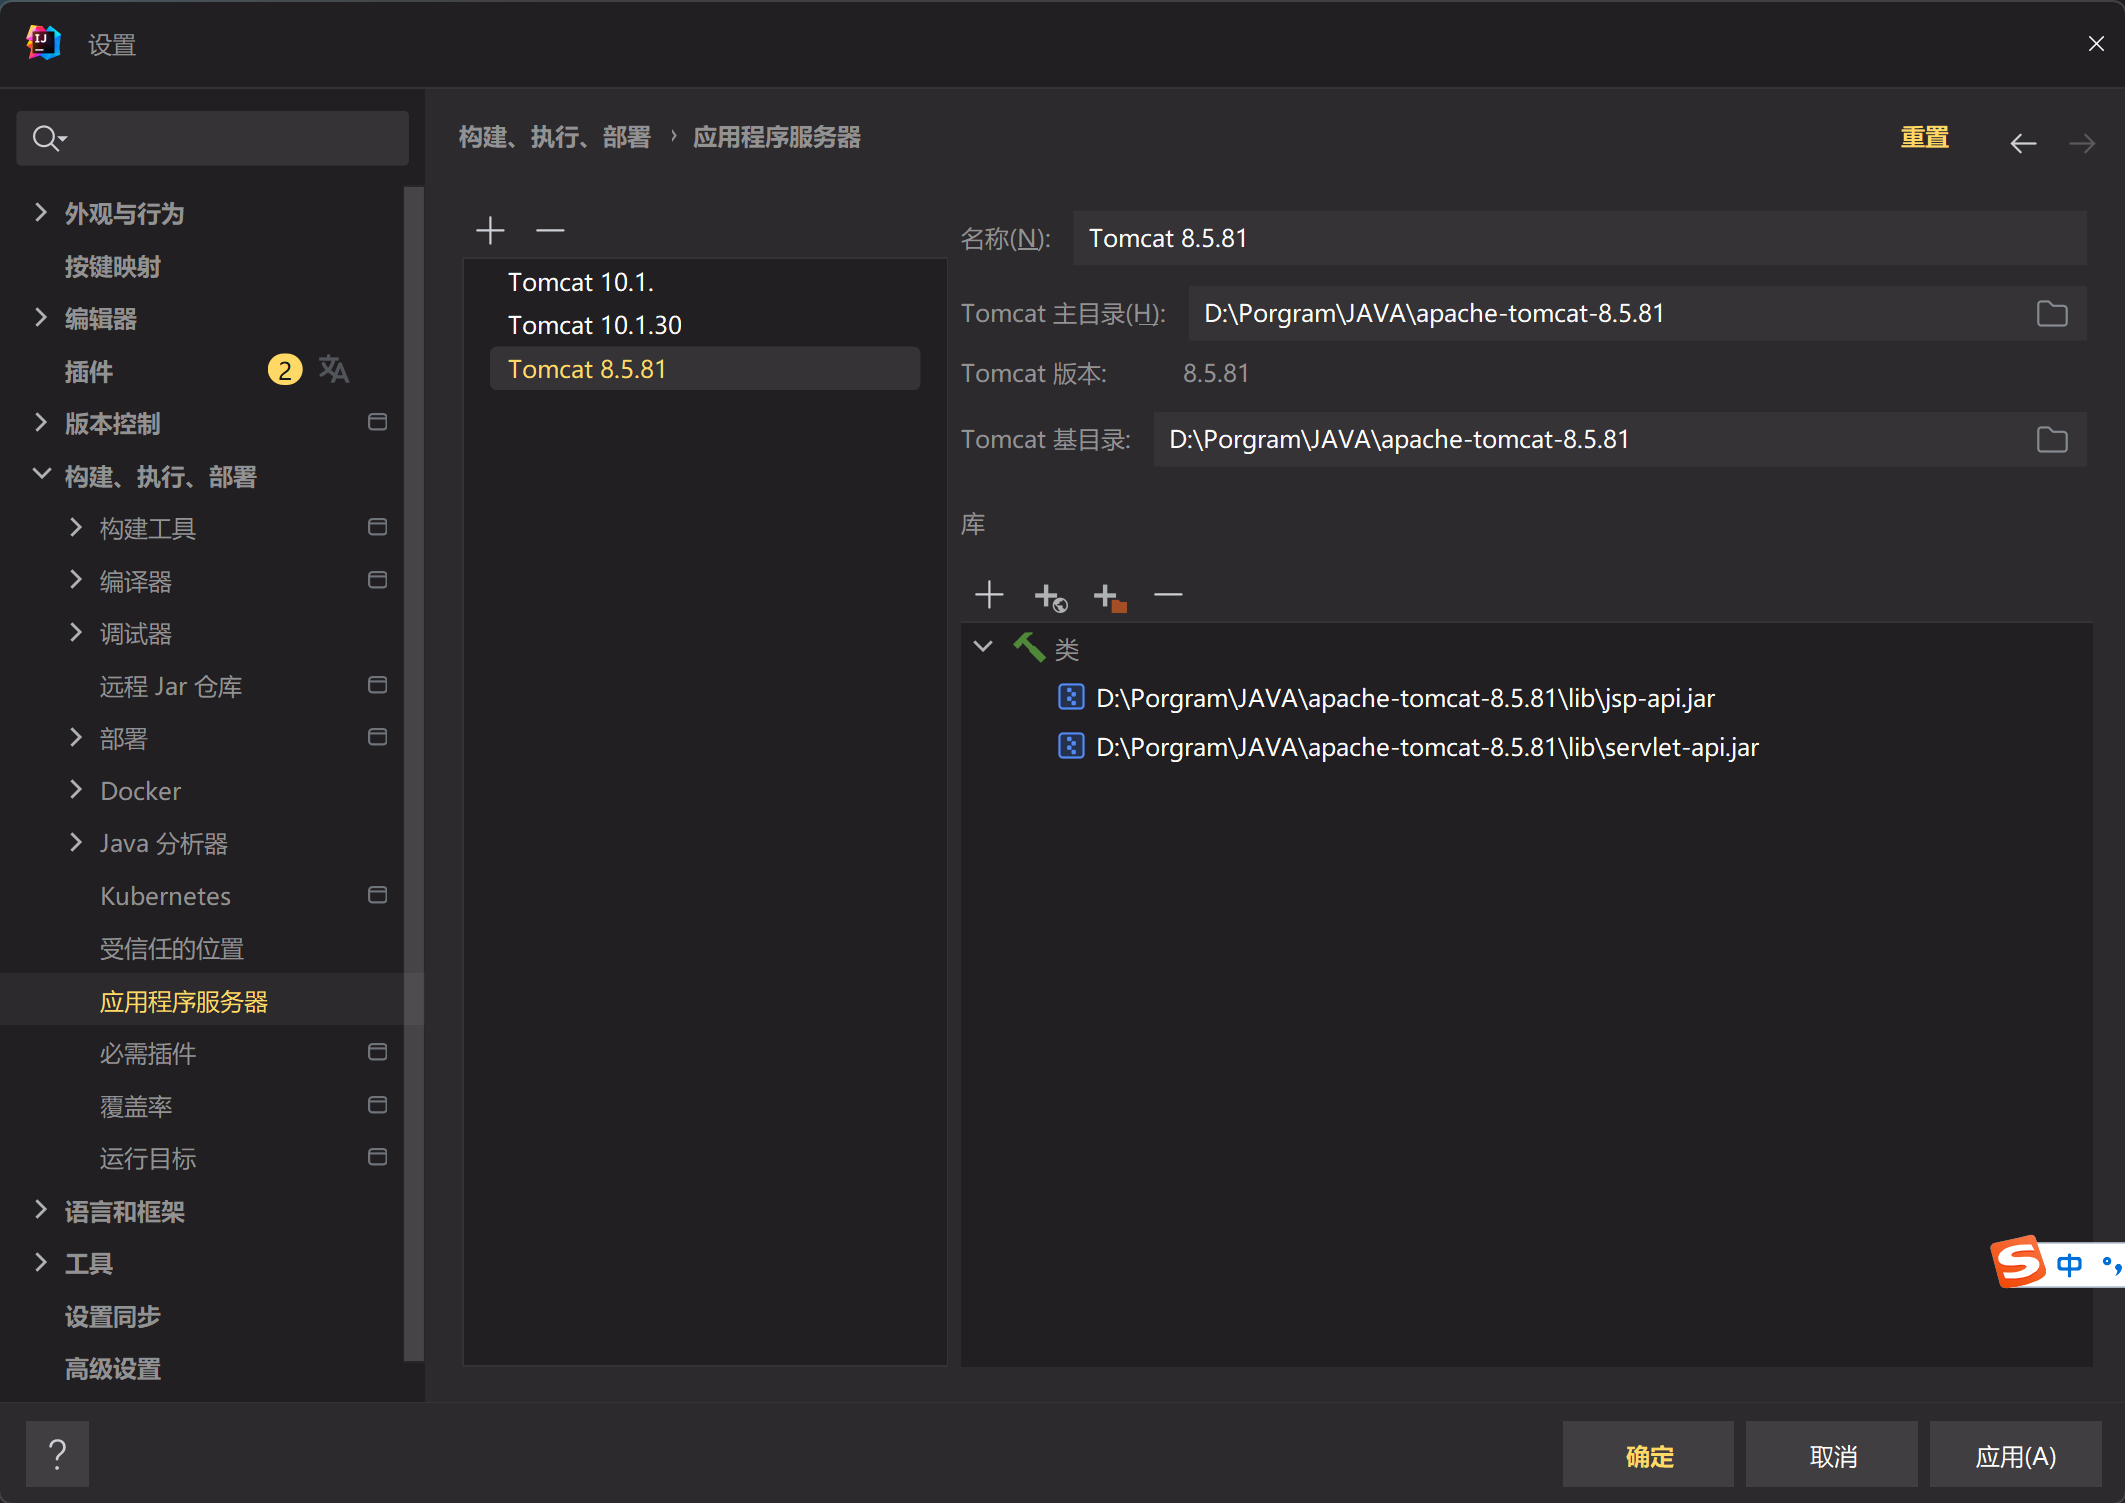 设置
外观与行为
按键映射
编辑器
插件 2
版本控制
构建、执行、部署
构建工具
编译器
调试器
远程 Jar 仓库
部署
Docker
Java 分析器
Kubernetes
受信任的位置
应用程序服务器
必需插件
覆盖率
运行目标
语言和框架
工具
设置同步
高级设置
构建、执行、部署 › 应用程序服务器
重置
Tomcat 10.1.
Tomcat 10.1.30
Tomcat 8.5.81
名称(N): Tomcat 8.5.81
Tomcat 主目录(H): D:\Porgram\JAVA\apache-tomcat-8.5.81
Tomcat 版本: 8.5.81
Tomcat 基目录: D:\Porgram\JAVA\apache-tomcat-8.5.81
库
类
D:\Porgram\JAVA\apache-tomcat-8.5.81\lib\jsp-api.jar
D:\Porgram\JAVA\apache-tomcat-8.5.81\lib\servlet-api.jar
中 °,
?
确定
取消
应用(A)